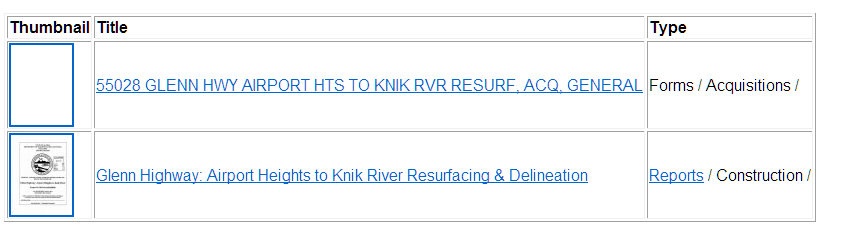 Thumbnail Title Type
55028 GLENN HWY AIRPORT HTS TO KNIK RVR RESURF, ACQ, GENERAL Forms / Acquisitions /
Glenn Highway: Airport Heights to Knik River Resurfacing & Delineation Reports / Construction /